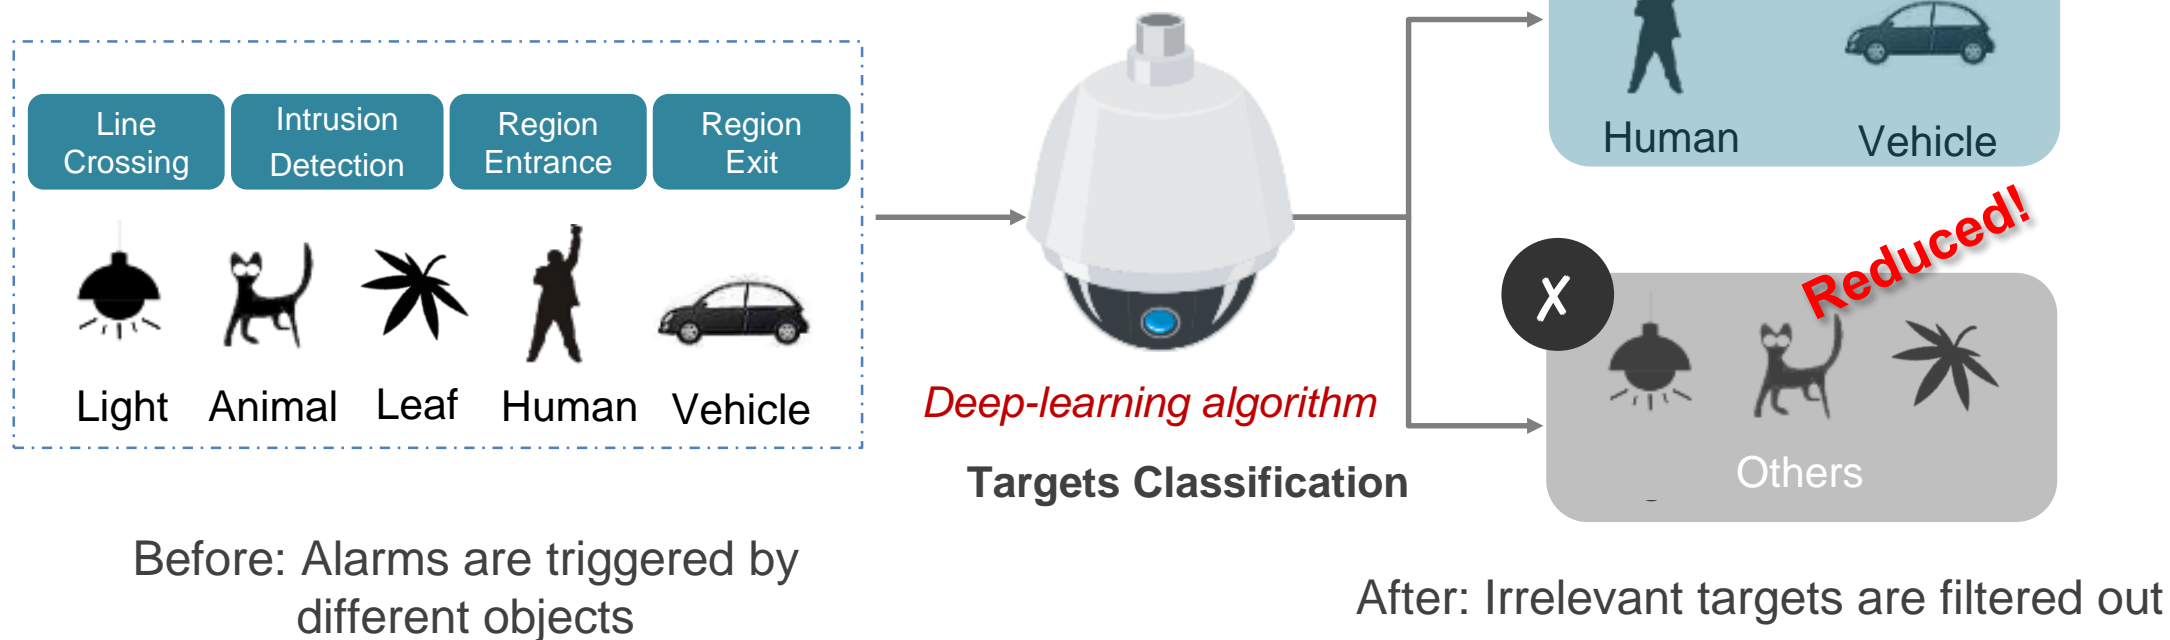 Line
Crossing
Intrusion
Detection
Region
Entrance
Region
Exit
Light
Animal
Leaf
Human
Vehicle
Before: Alarms are triggered by
different objects
Deep-learning algorithm
Targets Classification
Human
Vehicle
Reduced!
✗
Others
After: Irrelevant targets are filtered out